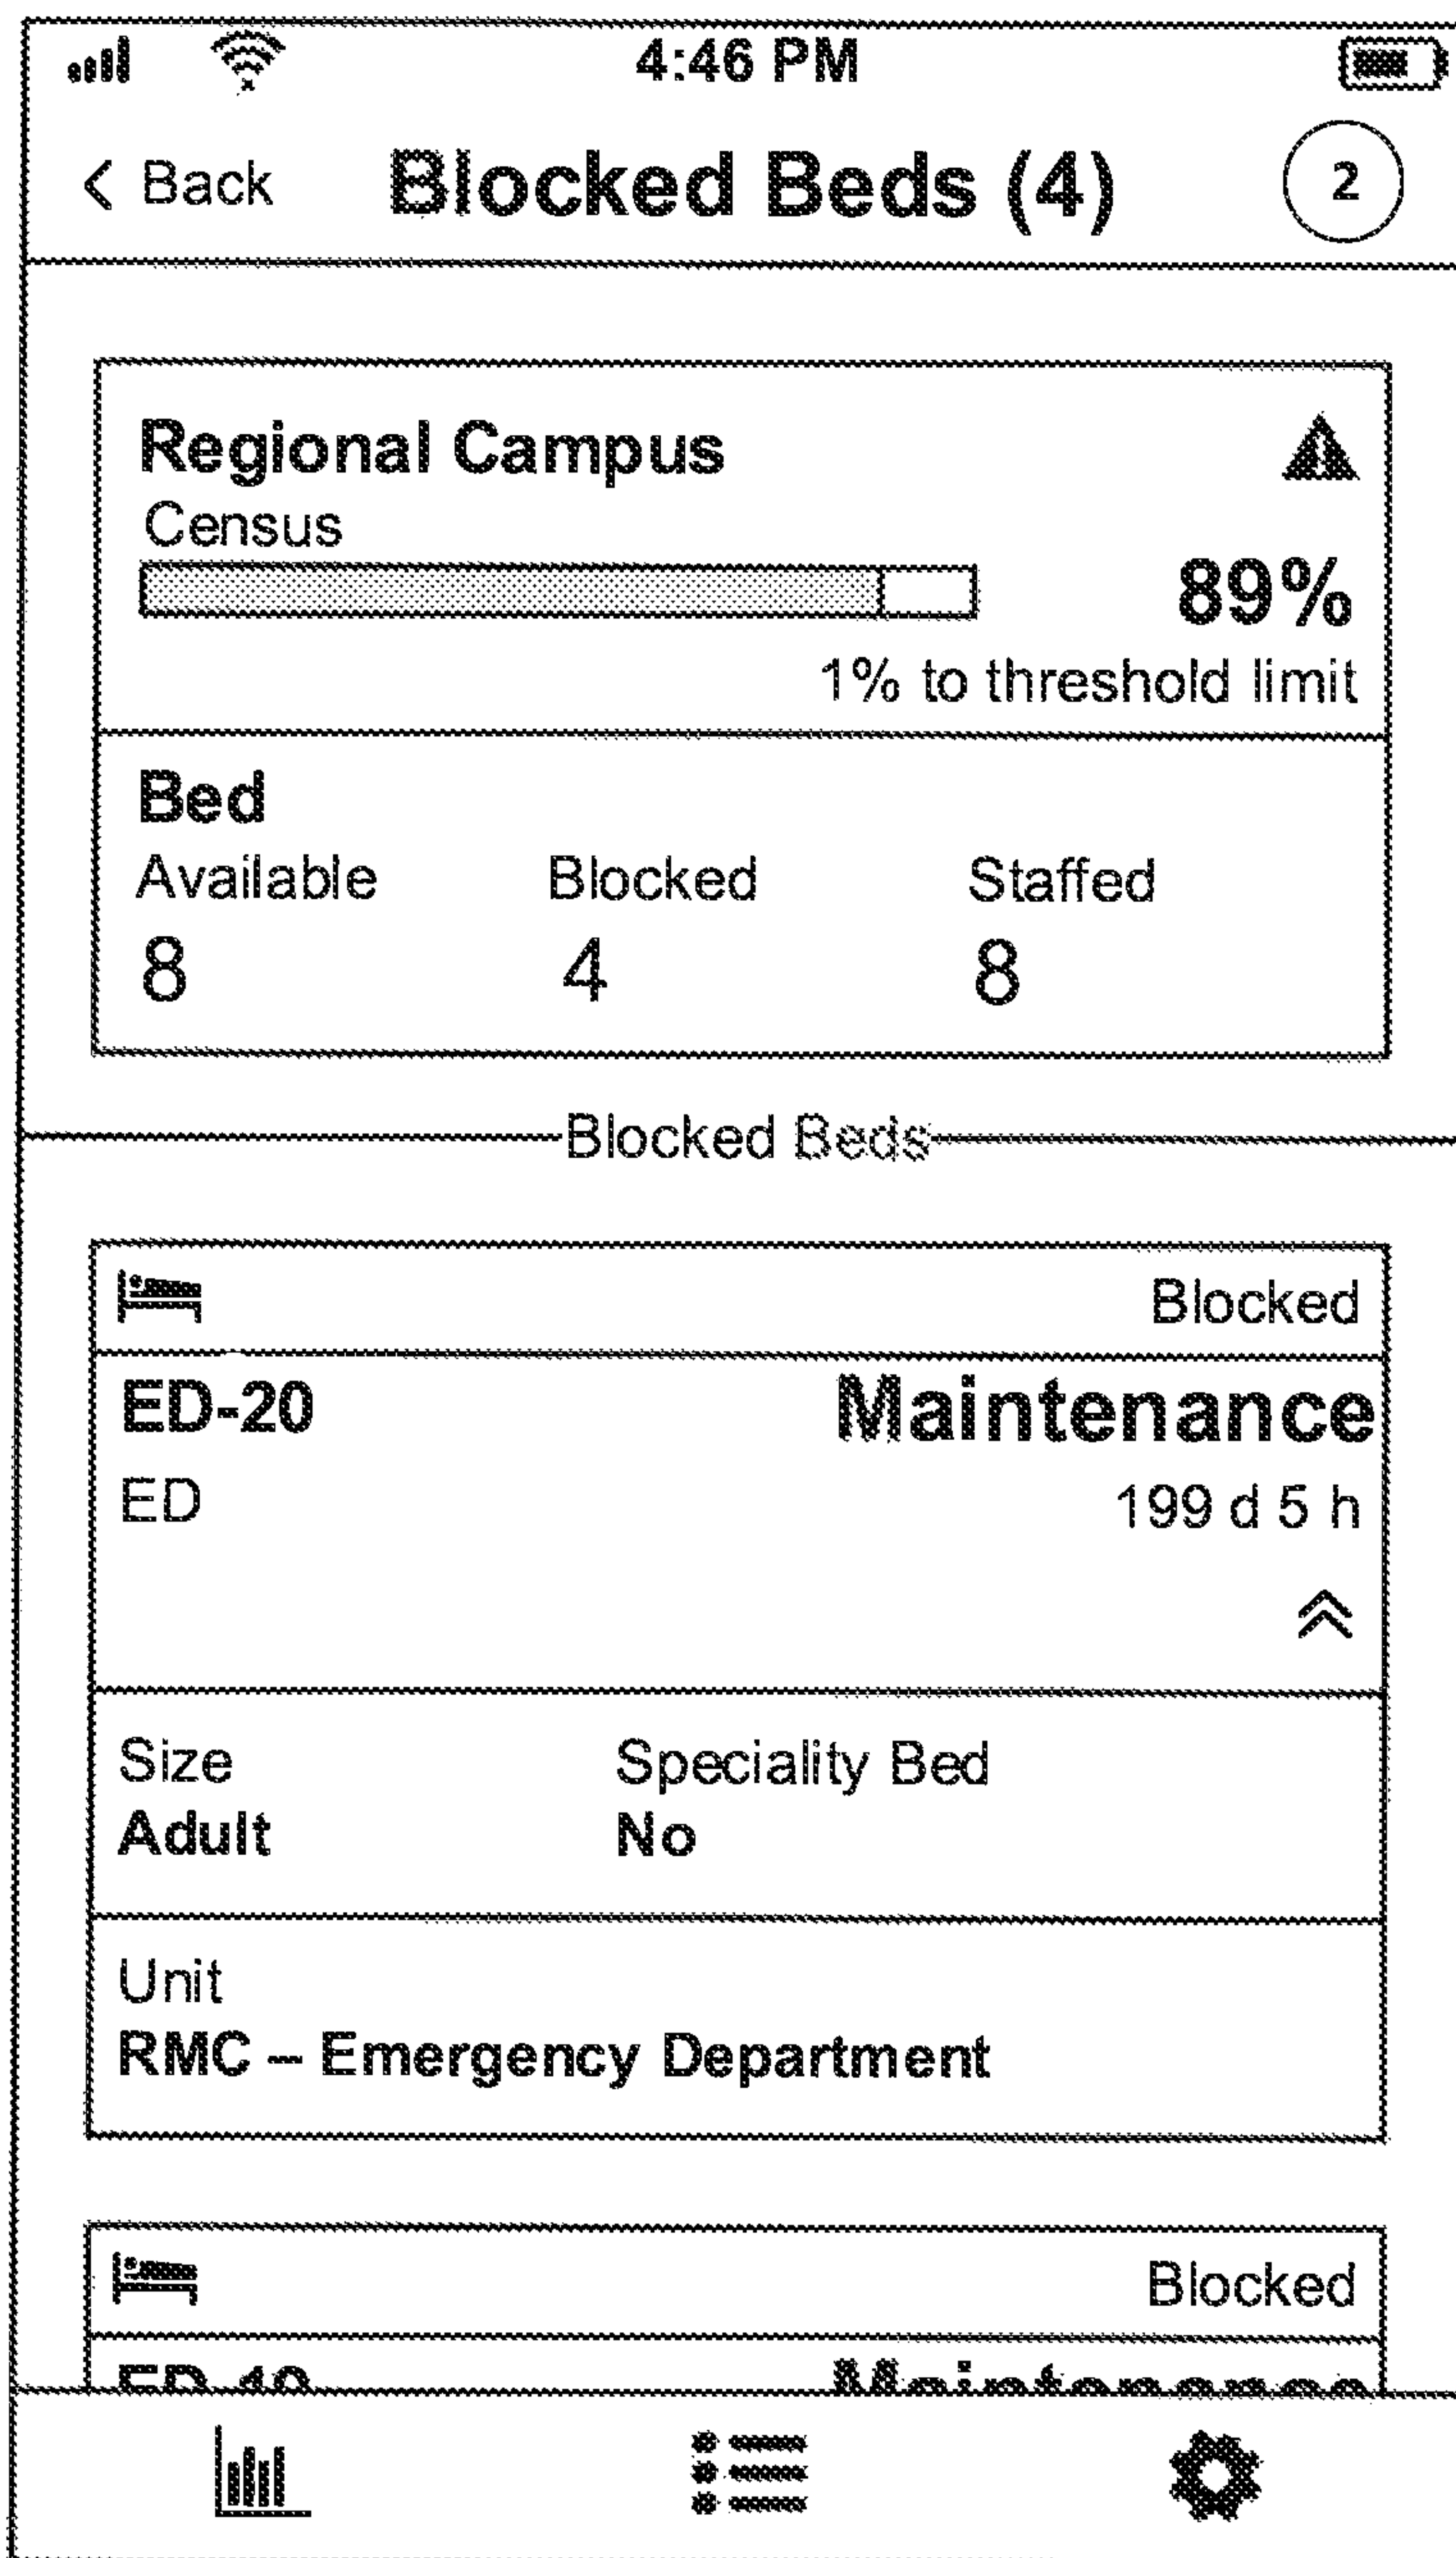 4:46 PM
< Back Blocked Beds (4) 2
Regional Campus
Census
89%
1% to threshold limit
Bed
Available Blocked Staffed
8 4 8
Blocked Beds
Blocked
ED-20 Maintenance
ED 199 d 5 h
Size Speciality Bed
Adult No
Unit
RMC – Emergency Department
Blocked
Maintenance